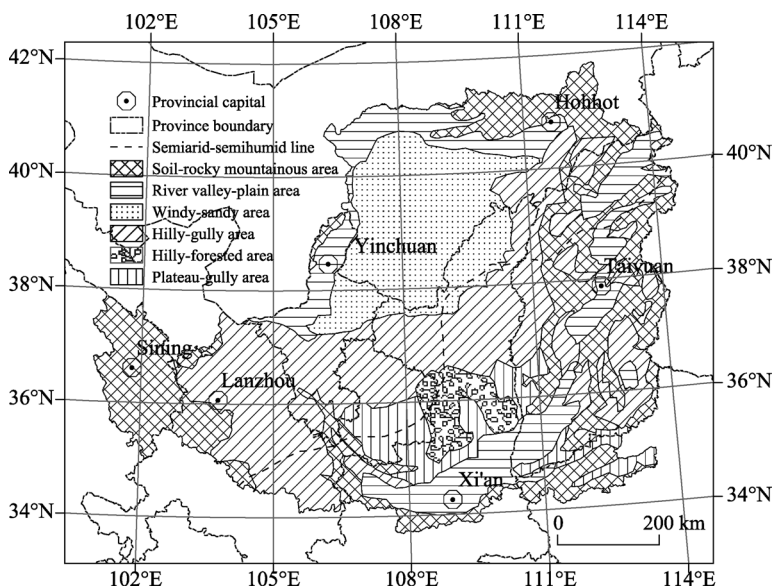 102°E 105°E 108°E 111°E 114°E
42°N
40°N
38°N
36°N
34°N
Provincial capital
Province boundary
Semiarid-semihumid line
Soil-rocky mountainous area
River valley-plain area
Windy-sandy area
Hilly-gully area
Hilly-forested area
Plateau-gully area
Hohhot
Yinchuan
Taiyuan
Sining
Lanzhou
Xi'an
40°N
38°N
36°N
34°N
0 200 km
102°E 105°E 108°E 111°E 114°E